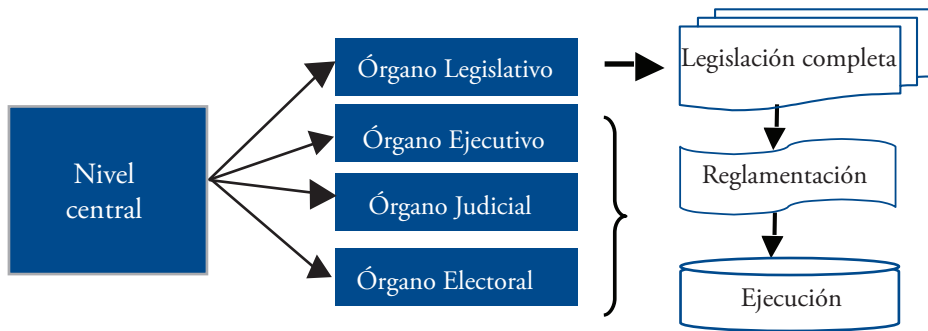 Nivel
central
Órgano Legislativo
Órgano Ejecutivo
Órgano Judicial
Órgano Electoral
Legislación completa
Reglamentación
Ejecución